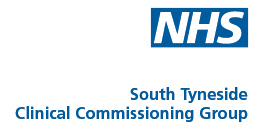 NHS
South Tyneside
Clinical Commissioning Group